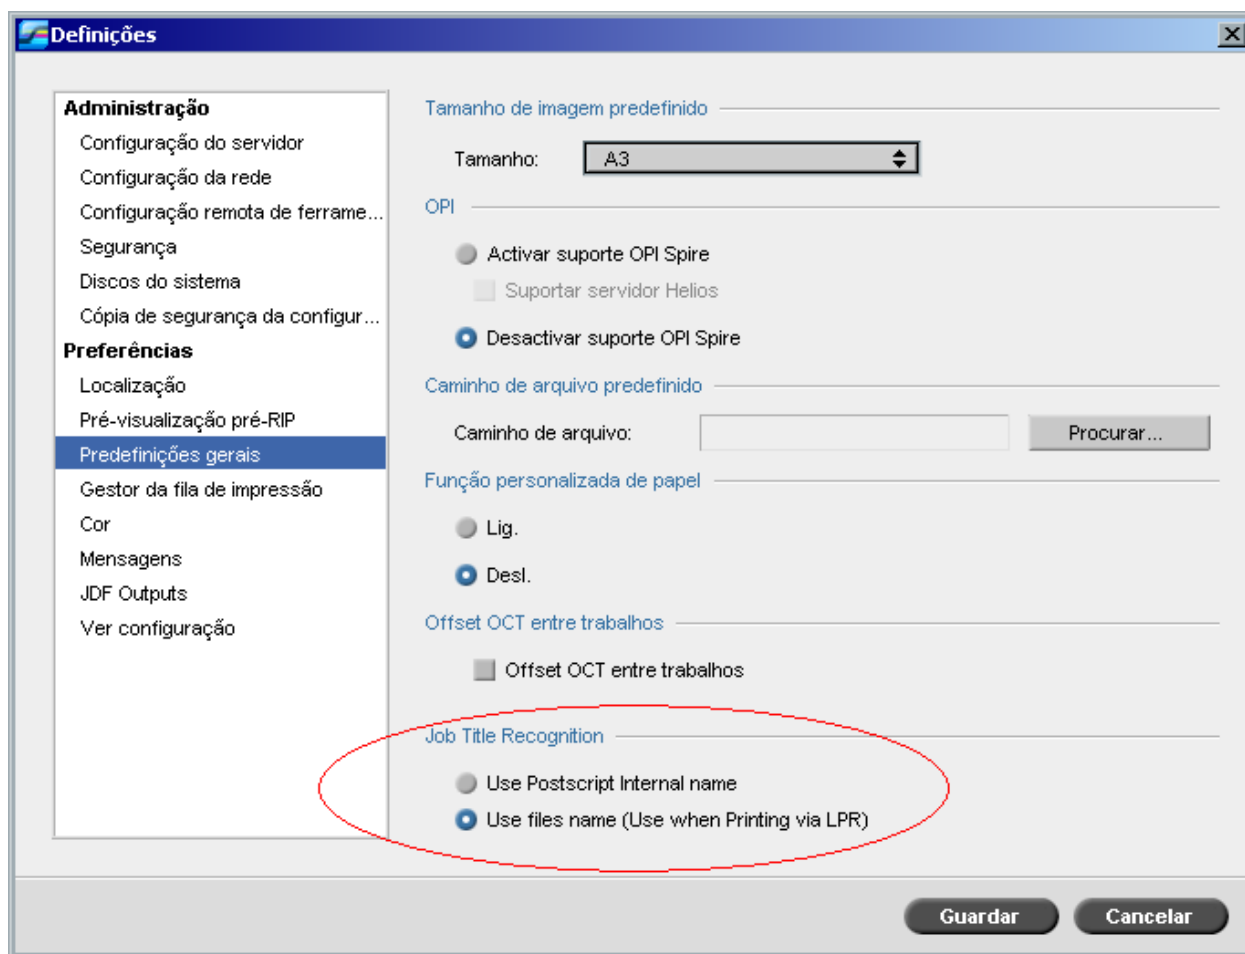 Definições
Administração
Configuração do servidor
Configuração da rede
Configuração remota de ferrame...
Segurança
Discos do sistema
Cópia de segurança da configur...
Preferências
Localização
Pré-visualização pré-RIP
Predefinições gerais
Gestor da fila de impressão
Cor
Mensagens
JDF Outputs
Ver configuração
Tamanho de imagem predefinido
Tamanho: A3
OPI
Activar suporte OPI Spire
Suportar servidor Helios
Desactivar suporte OPI Spire
Caminho de arquivo predefinido
Caminho de arquivo: Procurar...
Função personalizada de papel
Lig.
Desl.
Offset OCT entre trabalhos
Offset OCT entre trabalhos
Job Title Recognition
Use Postscript Internal name
Use files name (Use when Printing via LPR)
Guardar Cancelar